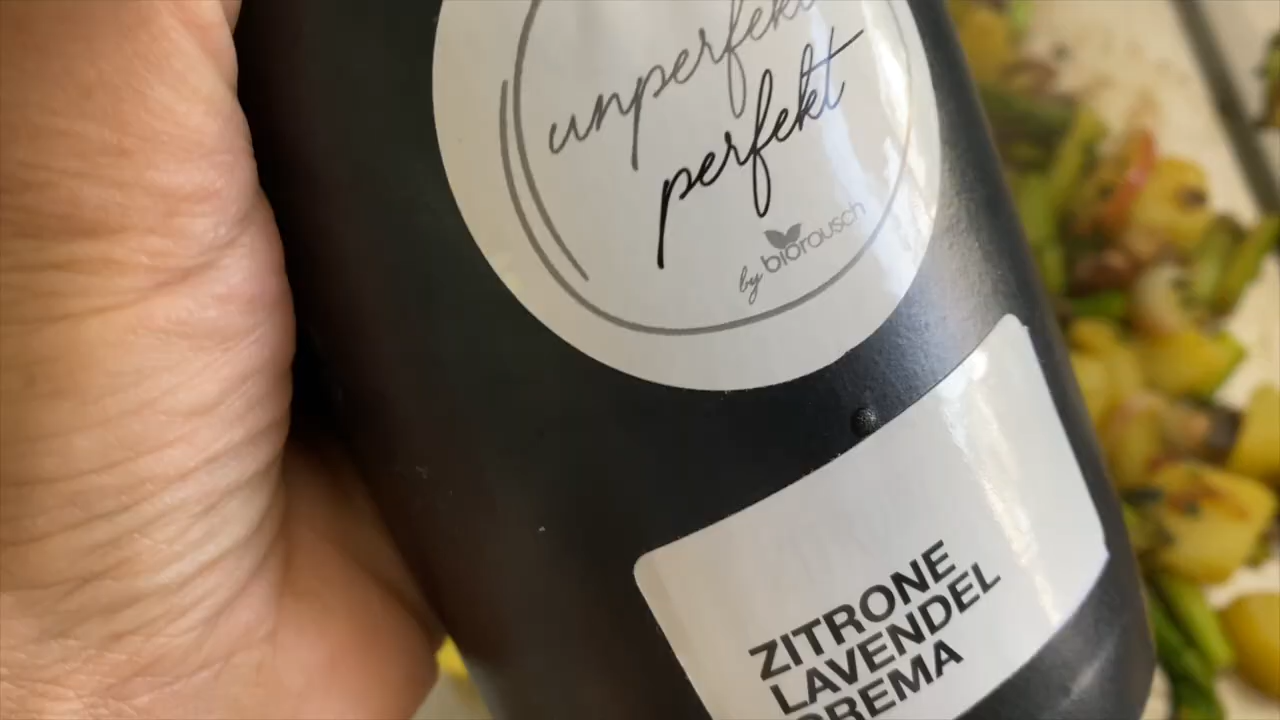 unperfekt
perfekt
by biorausch
ZITRONE
LAVENDEL
CREMA